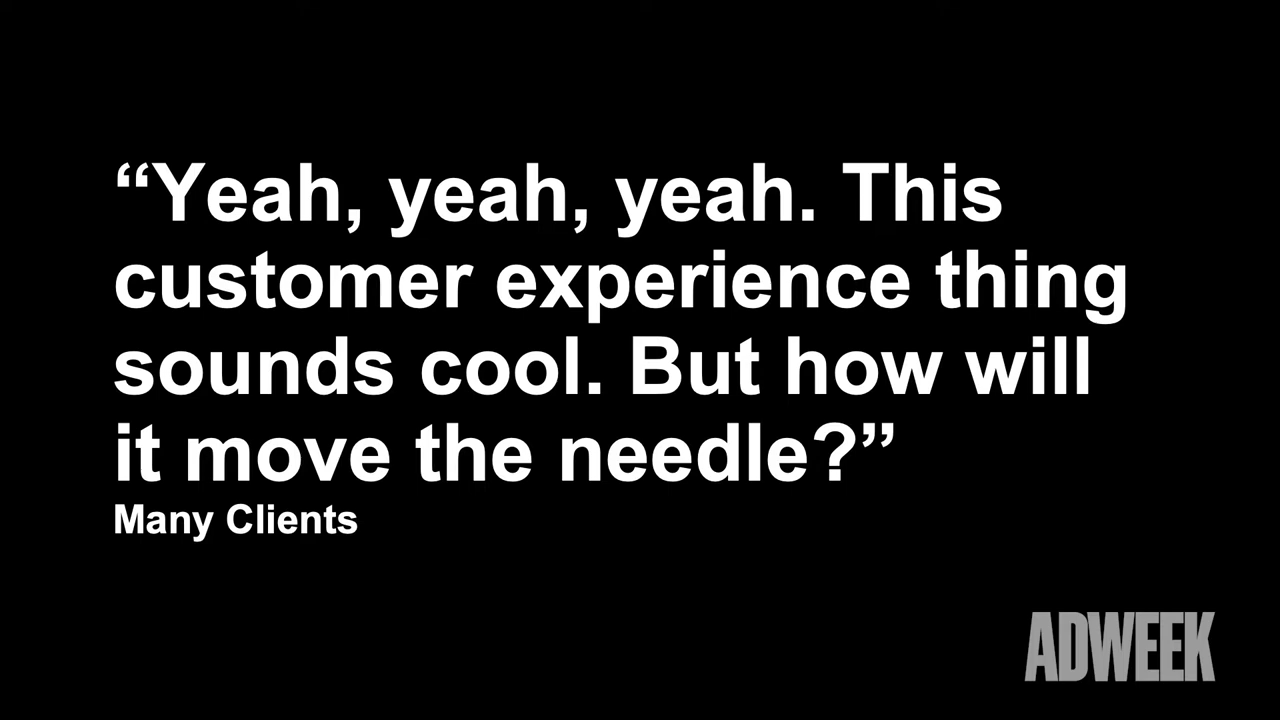 “Yeah, yeah, yeah. This
customer experience thing
sounds cool. But how will
it move the needle?”
Many Clients
ADWEEK